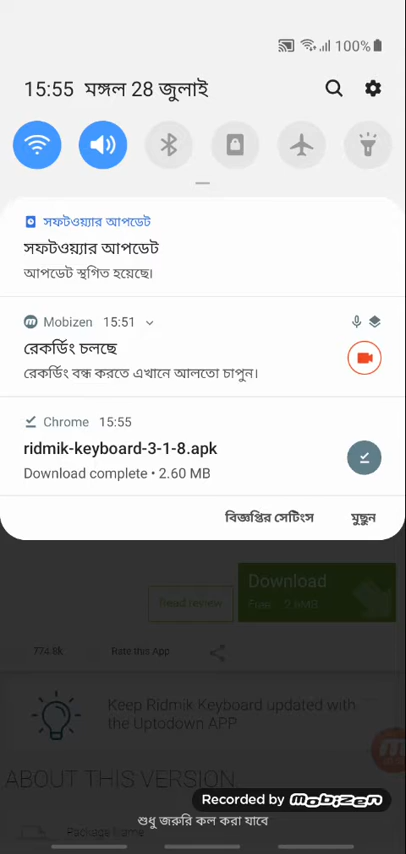 100%
15:55 মঙ্গল 28 জুলাই
সফটওয়্যার আপডেট
সফটওয়্যার আপডেট
আপডেট স্থগিত হয়েছে।
Mobizen 15:51
রেকর্ডিং চলছে
রেকর্ডিং বন্ধ করতে এখানে আলতো চাপুন।
Chrome 15:55
ridmik-keyboard-3-1-8.apk
Download complete • 2.60 MB
বিজ্ঞপ্তির সেটিংস মুছুন
Download
Read review
Free
774.8k Rate this App
Keep Ridmik Keyboard updated with
the Uptodown APP
ABOUT THIS VERSION
Recorded by MOBIZEN
শুধু জরুরি কল করা যাবে
Package Name